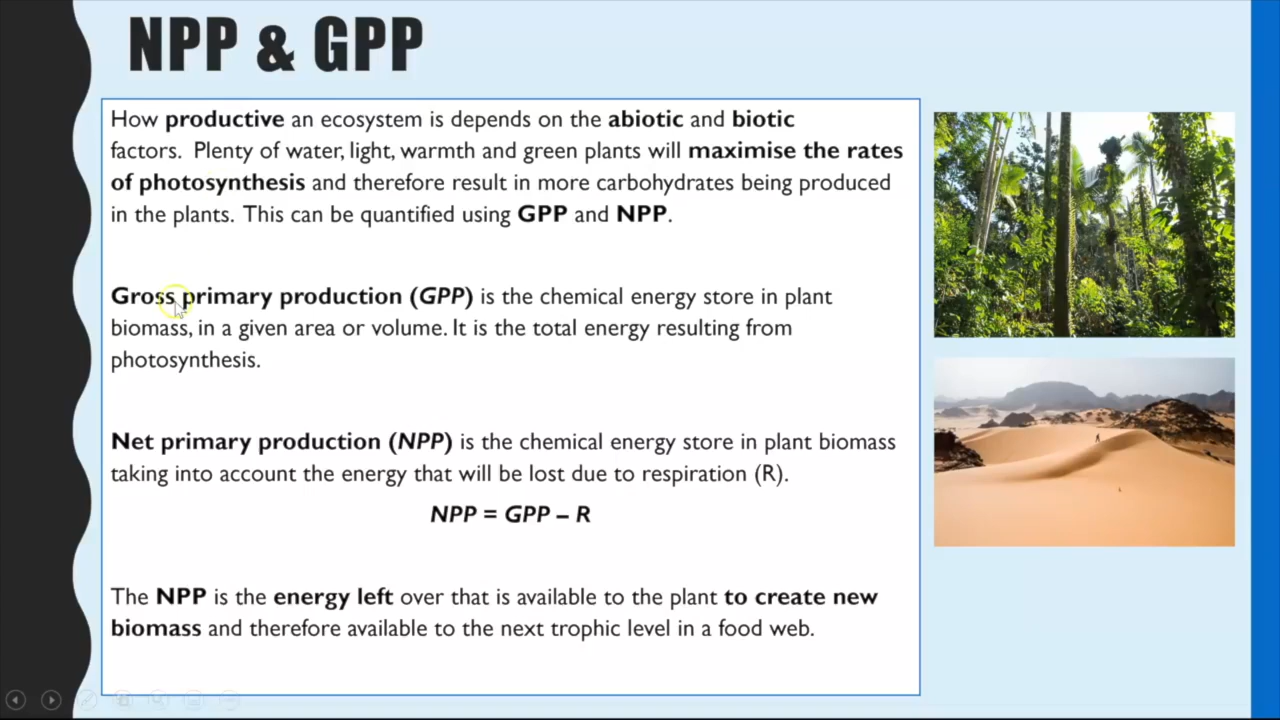 NPP & GPP
How productive an ecosystem is depends on the abiotic and biotic
factors. Plenty of water, light, warmth and green plants will maximise the rates
of photosynthesis and therefore result in more carbohydrates being produced
in the plants. This can be quantified using GPP and NPP.
Gross primary production (GPP) is the chemical energy store in plant
biomass, in a given area or volume. It is the total energy resulting from
photosynthesis.
Net primary production (NPP) is the chemical energy store in plant biomass
taking into account the energy that will be lost due to respiration (R).
NPP = GPP – R
The NPP is the energy left over that is available to the plant to create new
biomass and therefore available to the next trophic level in a food web.